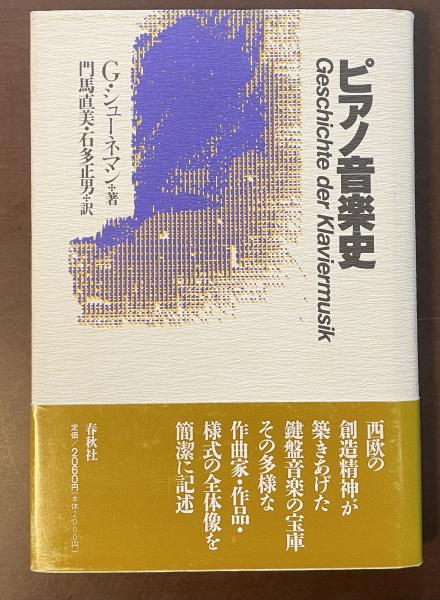 ピアノ音楽史
Geschichte der Klaviermusik
G・シューネマン✣著
門馬直美・石多正男✣訳
西欧の
創造精神が
築きあげた
鍵盤音楽の宝庫
その多様な
作曲家・作品・
様式の全体像を
簡潔に記述
春秋社
定価/2060円(本体2000円)